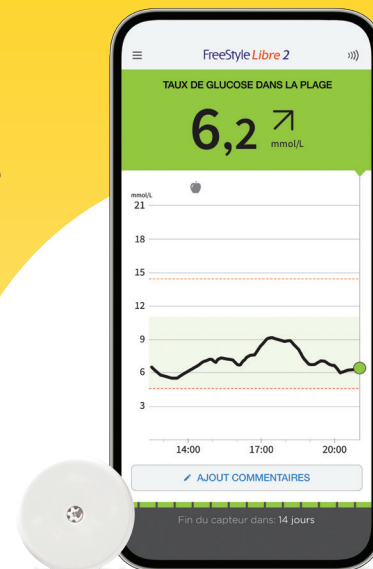 FreeStyle Libre 2
TAUX DE GLUCOSE DANS LA PLAGE
6,2
mmol/L
mmol/L
21
18
15
12
9
6
3
14:00
17:00
20:00
AJOUT COMMENTAIRES
Fin du capteur dans: 14 jours